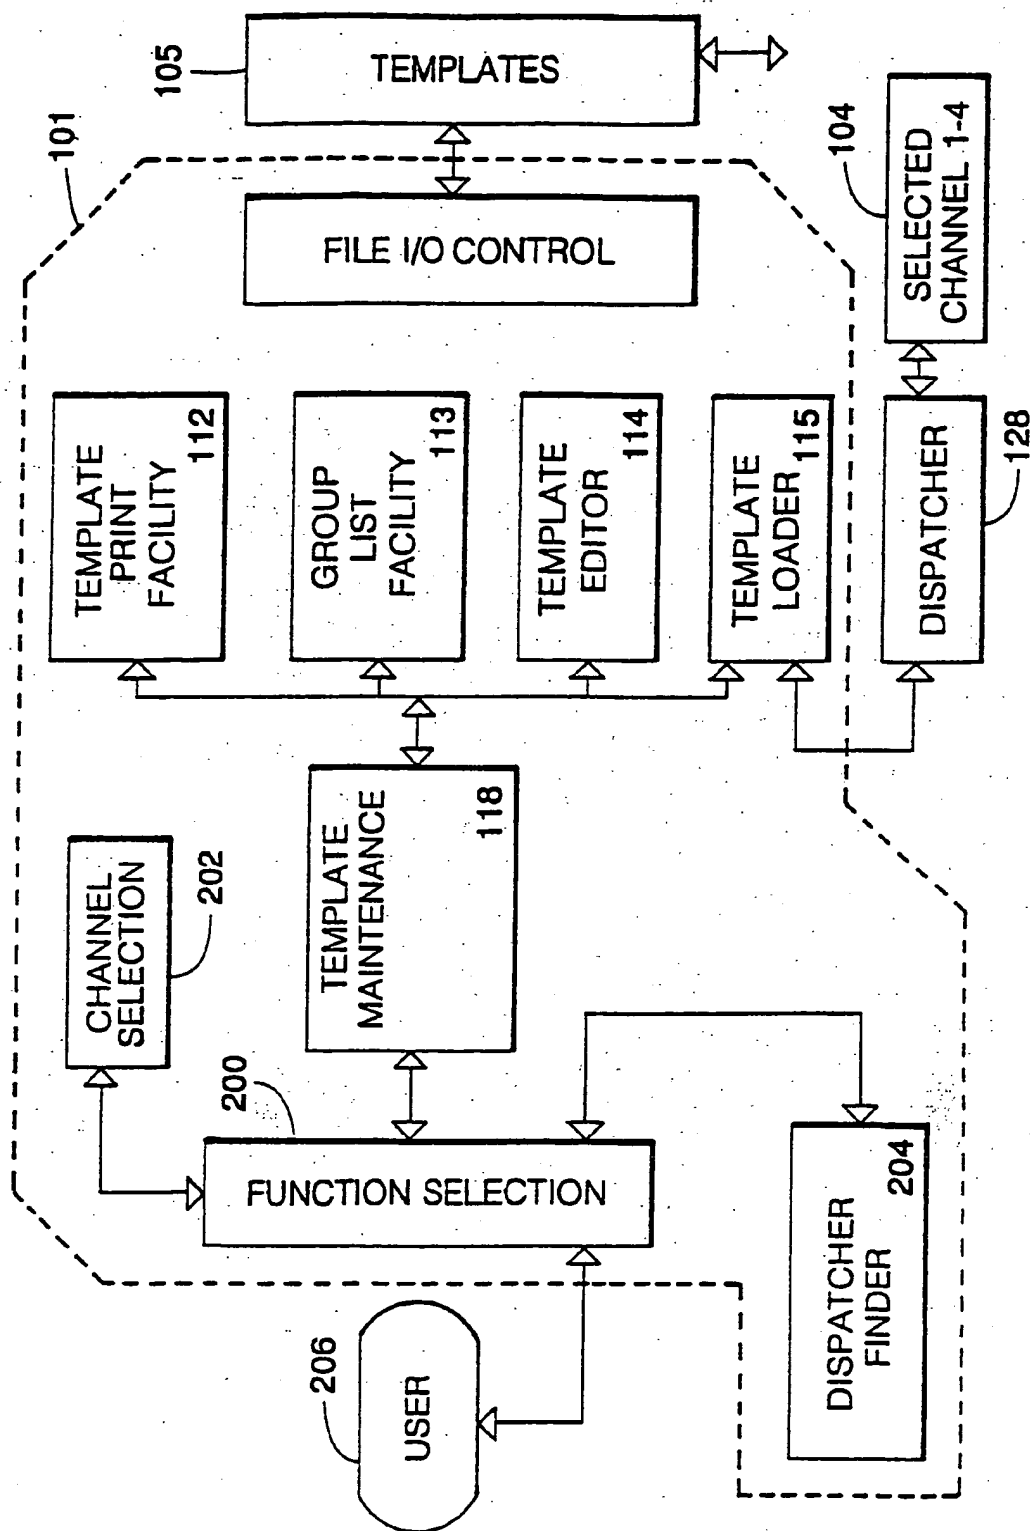 101
105
TEMPLATES
FILE I/O CONTROL
104
SELECTED
CHANNEL 1-4
TEMPLATE
PRINT
FACILITY
112
GROUP
LIST
FACILITY
113
TEMPLATE
EDITOR
114
TEMPLATE
LOADER
115
DISPATCHER
128
CHANNEL
SELECTION
202
TEMPLATE
MAINTENANCE
118
200
FUNCTION SELECTION
DISPATCHER
FINDER
204
206
USER